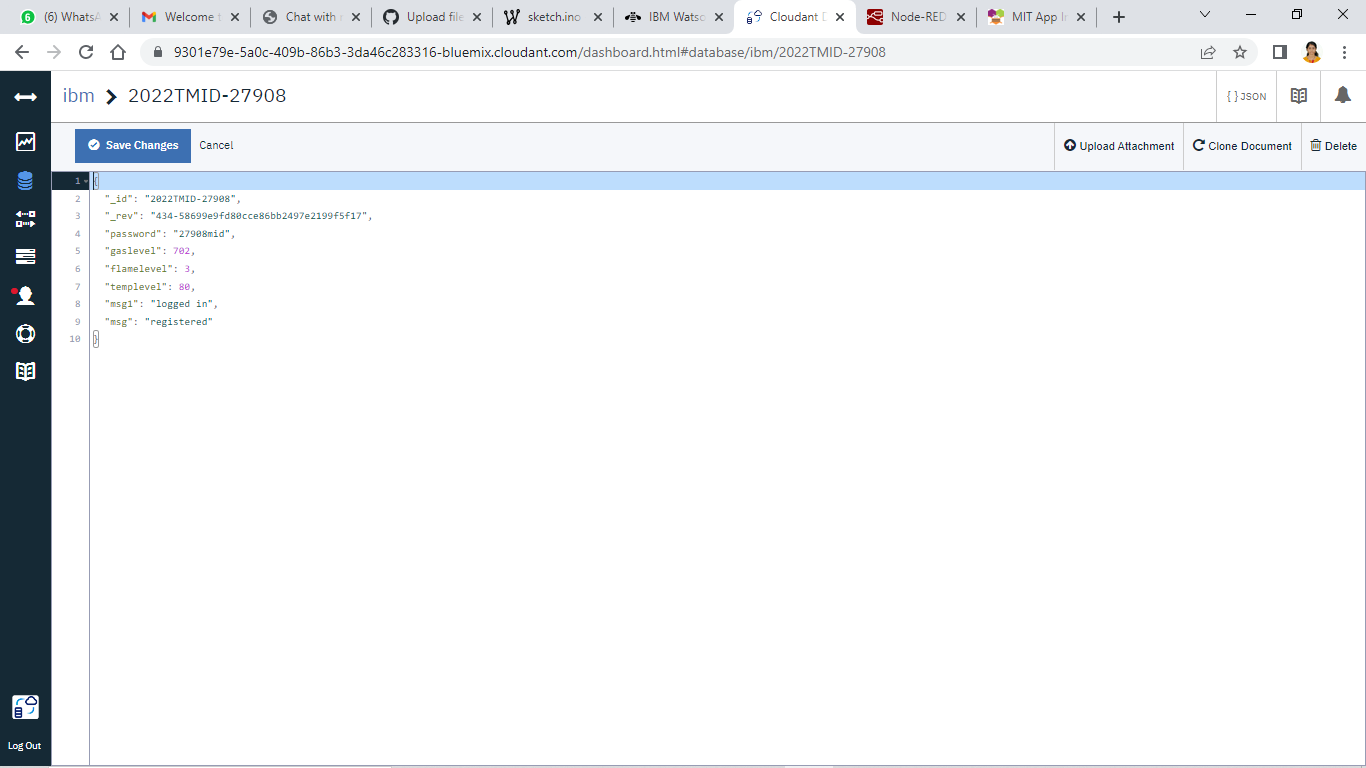 6
(6) WhatsA
Welcome t
Chat with r
Upload file
sketch.ino
IBM Watso
Cloudant D
Node-RED
MIT App In
9301e79e-5a0c-409b-86b3-3da46c283316-bluemix.cloudant.com/dashboard.html#database/ibm/2022TMID-27908
ibm
2022TMID-27908
{ } JSON
Save Changes
Cancel
Upload Attachment
Clone Document
Delete
1 {
2 "_id": "2022TMID-27908",
3 "_rev": "434-58699e9fd80cce86bb2497e2199f5f17",
4 "password": "27908mid",
5 "gaslevel": 702,
6 "flamelevel": 3,
7 "templevel": 80,
8 "msg1": "logged in",
9 "msg": "registered"
10 }
Log Out